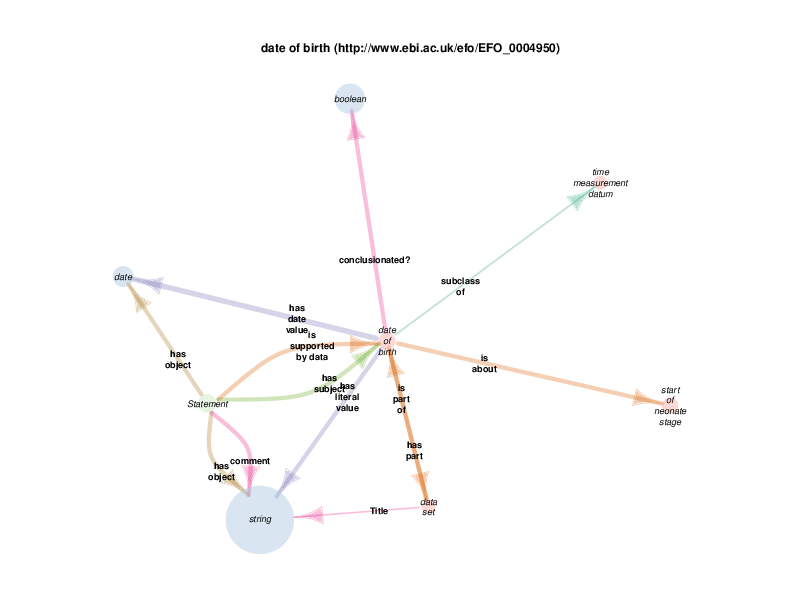 date of birth (http://www.ebi.ac.uk/efo/EFO_0004950)
boolean
time
measurement
datum
conclusionated?
date
subclass
of
has
date
value
is
supported
by data
date
of
birth
has
object
is
about
has
subject
has
literal
value
is
part
of
start
of
neonate
stage
Statement
has
part
comment
has
object
Title
data
set
string